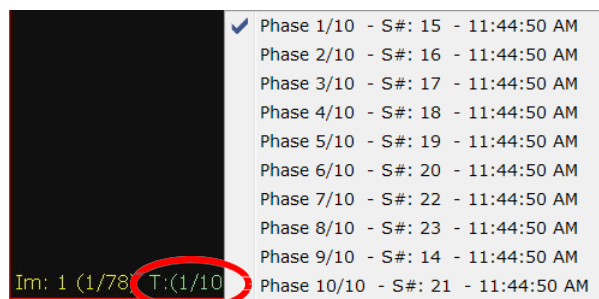 Phase 1/10 - S#: 15 - 11:44:50 AM
Phase 2/10 - S#: 16 - 11:44:50 AM
Phase 3/10 - S#: 17 - 11:44:50 AM
Phase 4/10 - S#: 18 - 11:44:50 AM
Phase 5/10 - S#: 19 - 11:44:50 AM
Phase 6/10 - S#: 20 - 11:44:50 AM
Phase 7/10 - S#: 22 - 11:44:50 AM
Phase 8/10 - S#: 23 - 11:44:50 AM
Phase 9/10 - S#: 14 - 11:44:50 AM
Phase 10/10 - S#: 21 - 11:44:50 AM
Im: 1 (1/78) T:(1/10